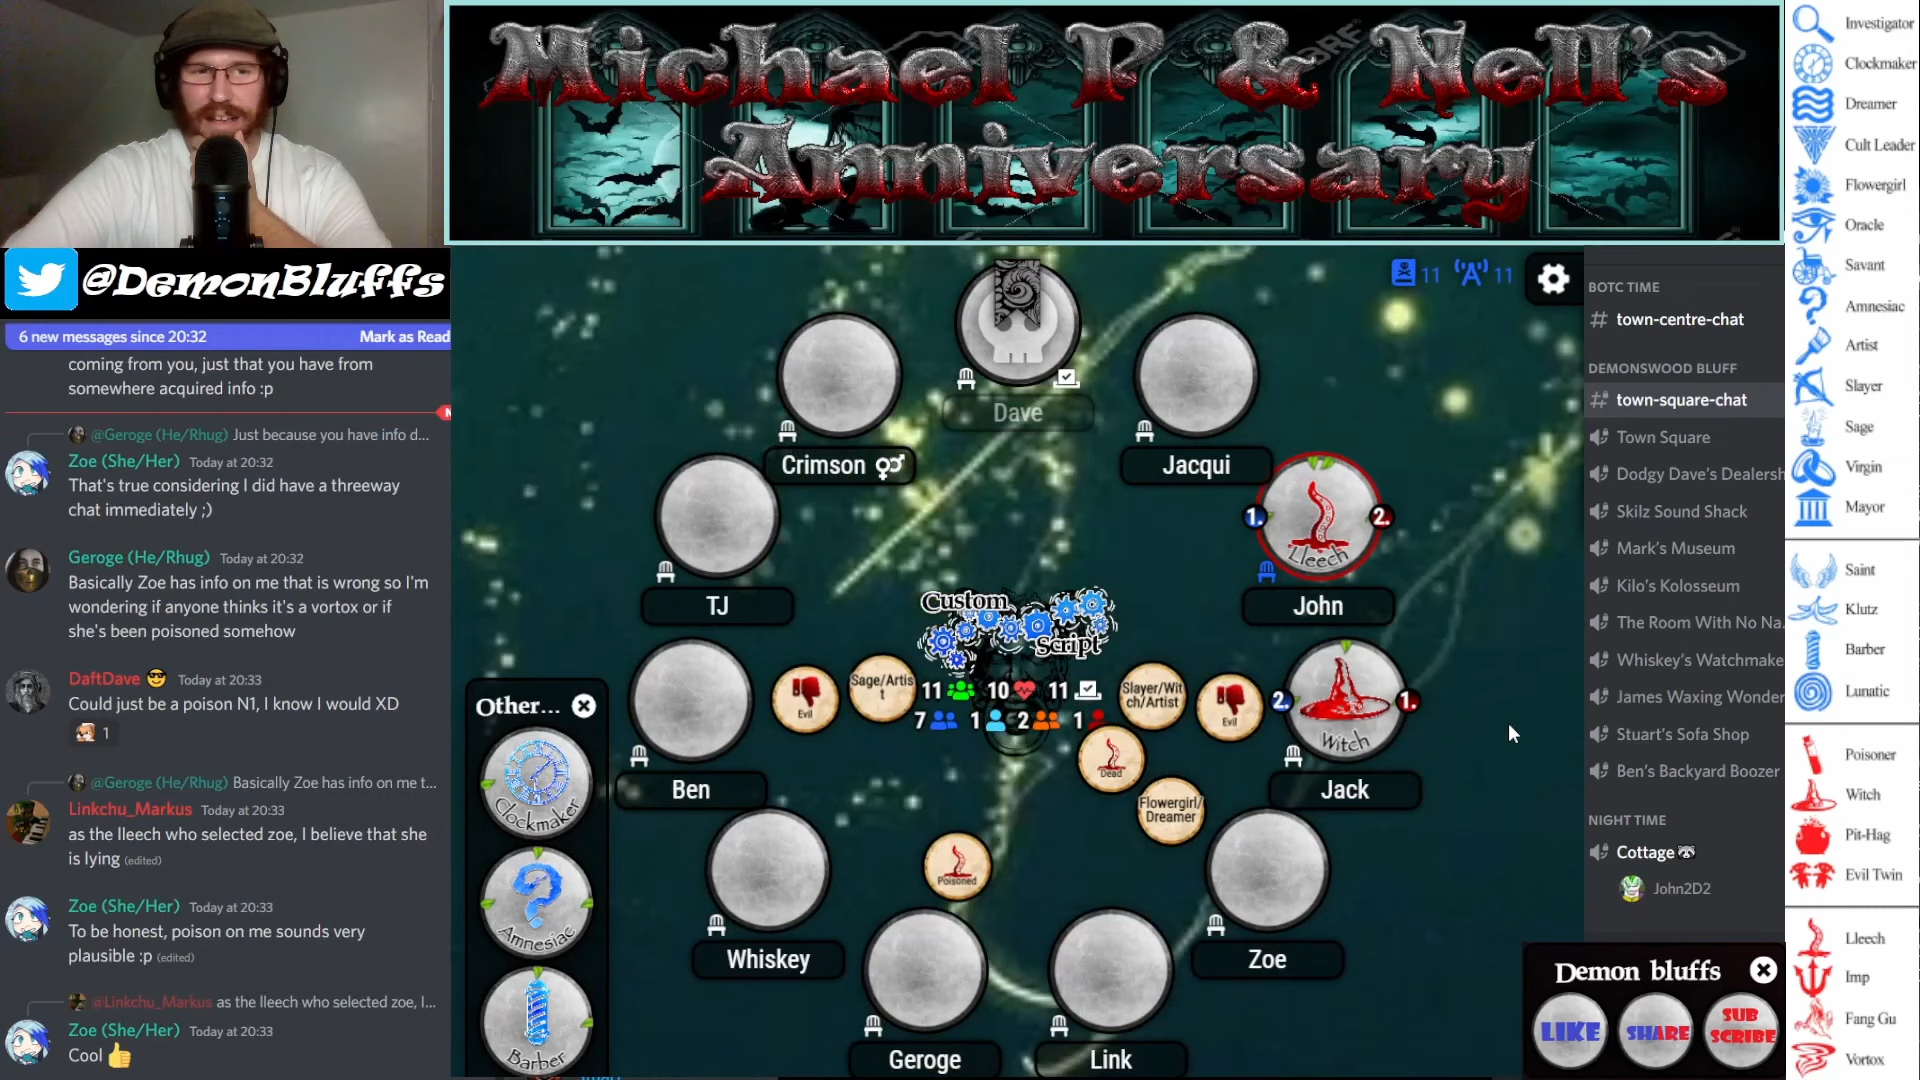 Michael P & Nell's
Anniversary
@DemonBluffs
6 new messages since 20:32
Mark as Read
coming from you, just that you have from
somewhere acquired info :p
@Geroge (He/Rhug) Just because you have info d...
Zoe (She/Her) Today at 20:32
That's true considering I did have a threeway
chat immediately ;)
Geroge (He/Rhug) Today at 20:32
Basically Zoe has info on me that is wrong so I'm
wondering if anyone thinks it's a vortox or if
she's been poisoned somehow
DaftDave 😎 Today at 20:33
Could just be a poison N1, I know I would XD
1
@Geroge (He/Rhug) Basically Zoe has info on me t...
Linkchu_Markus Today at 20:33
as the lleech who selected zoe, I believe that she
is lying (edited)
Zoe (She/Her) Today at 20:33
To be honest, poison on me sounds very
plausible :p (edited)
@Linkchu_Markus as the lleech who selected zoe, I...
Zoe (She/Her) Today at 20:33
Cool 👍
11 11
Dave
Crimson
Jacqui
TJ
1. 2.
Lleech
John
Ben
Custom
Script
11 10 11
7 1 2 1
Evil
Sage/Artis
t
Slayer/Wit
ch/Artist
Evil
Dead
Flowergirl/
Dreamer
2. 1.
Witch
Jack
Whiskey
Poisoned
Geroge
Link
Zoe
Other...
Clockmaker
Amnesiac
Barber
BOTC TIME
town-centre-chat
DEMONSWOOD BLUFF
town-square-chat
Town Square
Dodgy Dave's Dealersh
Skilz Sound Shack
Mark's Museum
Kilo's Kolosseum
The Room With No Na.
Whiskey's Watchmake
James Waxing Wonder
Stuart's Sofa Shop
Ben's Backyard Boozer
NIGHT TIME
Cottage 🦝
John2D2
Demon bluffs
LIKE
SHARE
SUB
SCRIBE
Investigator
Clockmaker
Dreamer
Cult Leader
Flowergirl
Oracle
Savant
Amnesiac
Artist
Slayer
Sage
Virgin
Mayor
Saint
Klutz
Barber
Lunatic
Poisoner
Witch
Pit-Hag
Evil Twin
Lleech
Imp
Fang Gu
Vortox